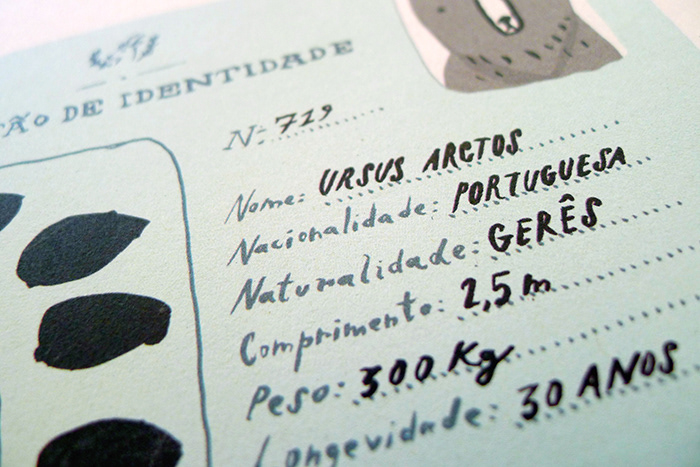 ÃO DE IDENTIDADE
Nº: 719
Nome: URSUS ARCTOS
Nacionalidade: PORTUGUESA
Naturalidade: GERÊS
Comprimento: 2,5 m
Peso: 300 Kg
Longevidade: 30 ANOS